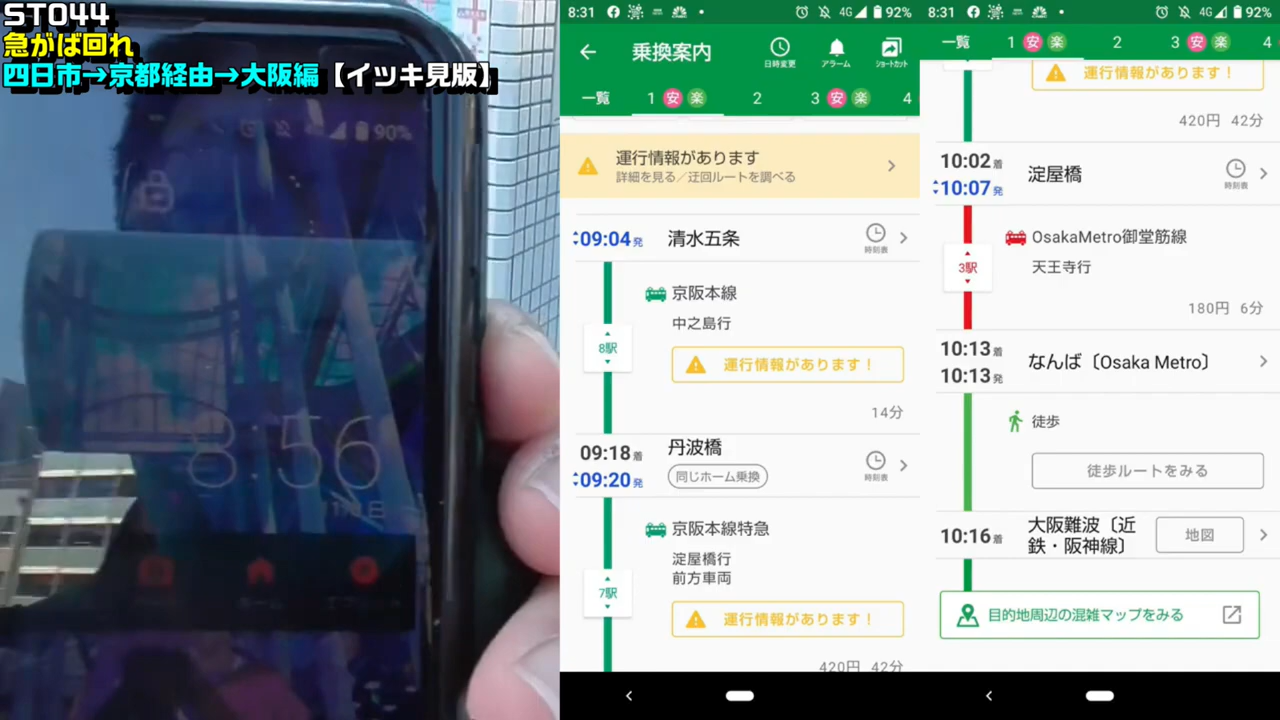 ST044
急がば回れ
四日市→京都経由→大阪編【イツキ見版】
90%
8:56
8:31
4G
92%
乗換案内
日時変更
アラーム
ショートカット
一覧
1 安 楽
2
3 安 楽
4
運行情報があります
詳細を見る／迂回ルートを調べる
09:04発
清水五条
時刻表
京阪本線
中之島行
8駅
運行情報があります！
14分
09:18着
丹波橋
09:20発
同じホーム乗換
時刻表
京阪本線特急
淀屋橋行
前方車両
7駅
運行情報があります！
420円 42分
8:31
4G
92%
一覧
1 安 楽
2
3 安 楽
4
運行情報があります！
420円 42分
10:02着
10:07発
淀屋橋
時刻表
OsakaMetro御堂筋線
天王寺行
3駅
180円 6分
10:13着
10:13発
なんば〔Osaka Metro〕
徒歩
徒歩ルートをみる
10:16着
大阪難波〔近
鉄・阪神線〕
地図
目的地周辺の混雑マップをみる